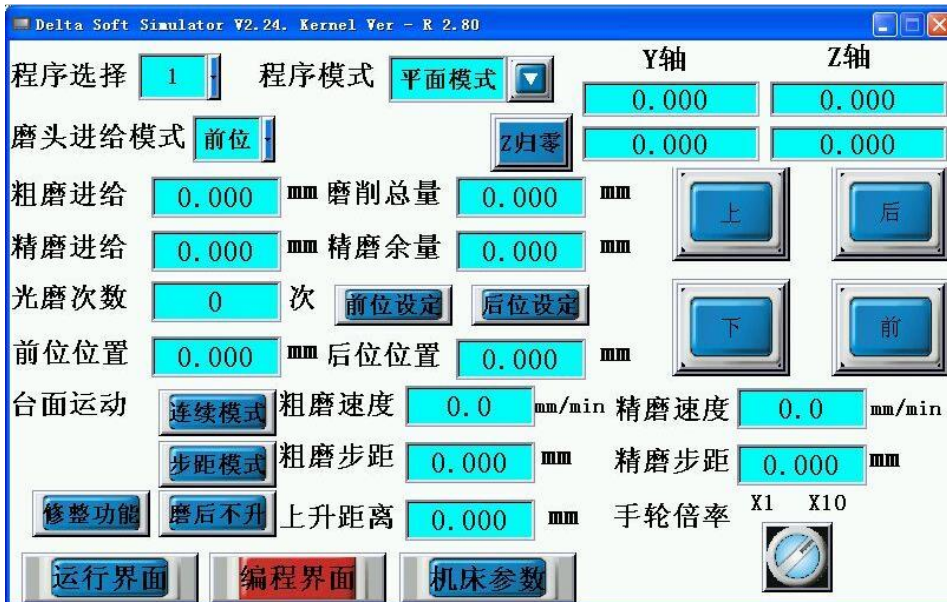 Delta Soft Simulator V2.24. Kernel Ver - R 2.80
Y轴 Z轴
程序选择 1 程序模式 平面模式 0.000 0.000
磨头进给模式 前位 Z归零 0.000 0.000
粗磨进给 0.000 mm 磨削总量 0.000 mm 上 后
精磨进给 0.000 mm 精磨余量 0.000 mm
光磨次数 0 次 前位设定 后位设定 下 前
前位位置 0.000 mm 后位位置 0.000 mm
台面运动 连续模式 粗磨速度 0.0 mm/min 精磨速度 0.0 mm/min
步距模式 粗磨步距 0.000 mm 精磨步距 0.000 mm
修整功能 磨后不升 上升距离 0.000 mm 手轮倍率 X1 X10
运行界面 编程界面 机床参数